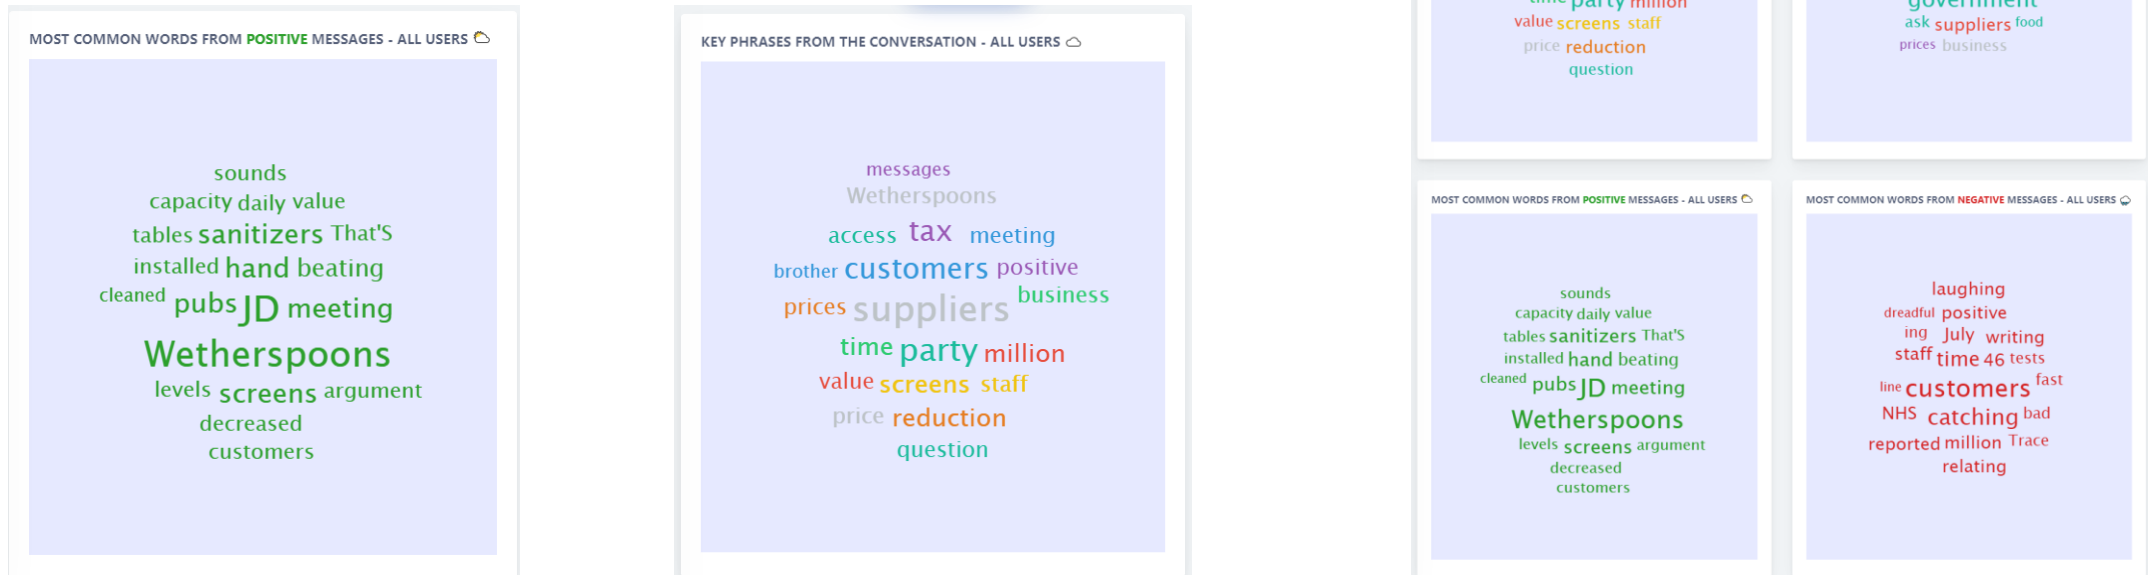 MOST COMMON WORDS FROM POSITIVE MESSAGES - ALL USERS
sounds
capacity daily value
tables sanitizers That'S
installed hand beating
cleaned pubs JD meeting
Wetherspoons
levels screens argument
decreased
customers
KEY PHRASES FROM THE CONVERSATION - ALL USERS
messages
Wetherspoons
access tax meeting
brother customers positive
prices suppliers business
time party million
value screens staff
price reduction
question
time party million
value screens staff
price reduction
question
government
ask suppliers food
prices business
MOST COMMON WORDS FROM POSITIVE MESSAGES - ALL USERS
sounds
capacity daily value
tables sanitizers That'S
installed hand beating
cleaned pubs JD meeting
Wetherspoons
levels screens argument
decreased
customers
MOST COMMON WORDS FROM NEGATIVE MESSAGES - ALL USERS
laughing
dreadful positive
ing July writing
staff time 46 tests
line customers fast
NHS catching bad
reported million Trace
relating